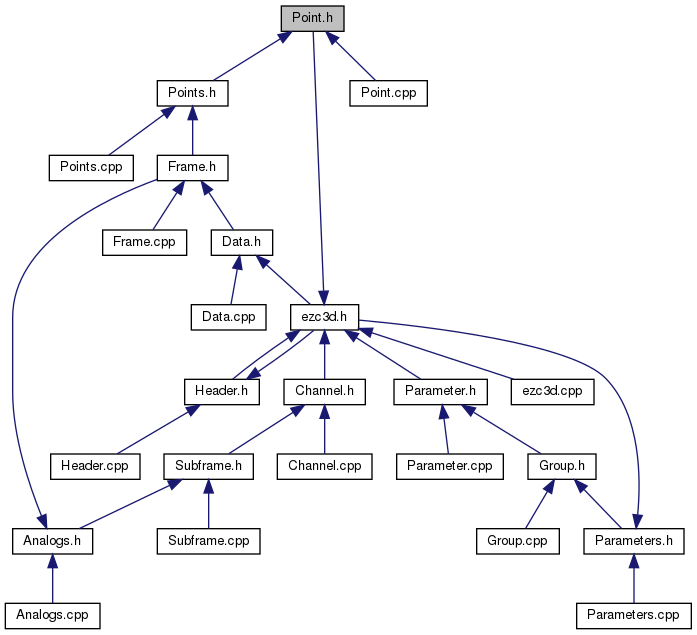 Point.h
Points.h
Point.cpp
Points.cpp
Frame.h
Frame.cpp
Data.h
Data.cpp
ezc3d.h
Header.h
Channel.h
Parameter.h
ezc3d.cpp
Header.cpp
Subframe.h
Channel.cpp
Parameter.cpp
Group.h
Analogs.h
Subframe.cpp
Group.cpp
Parameters.h
Analogs.cpp
Parameters.cpp